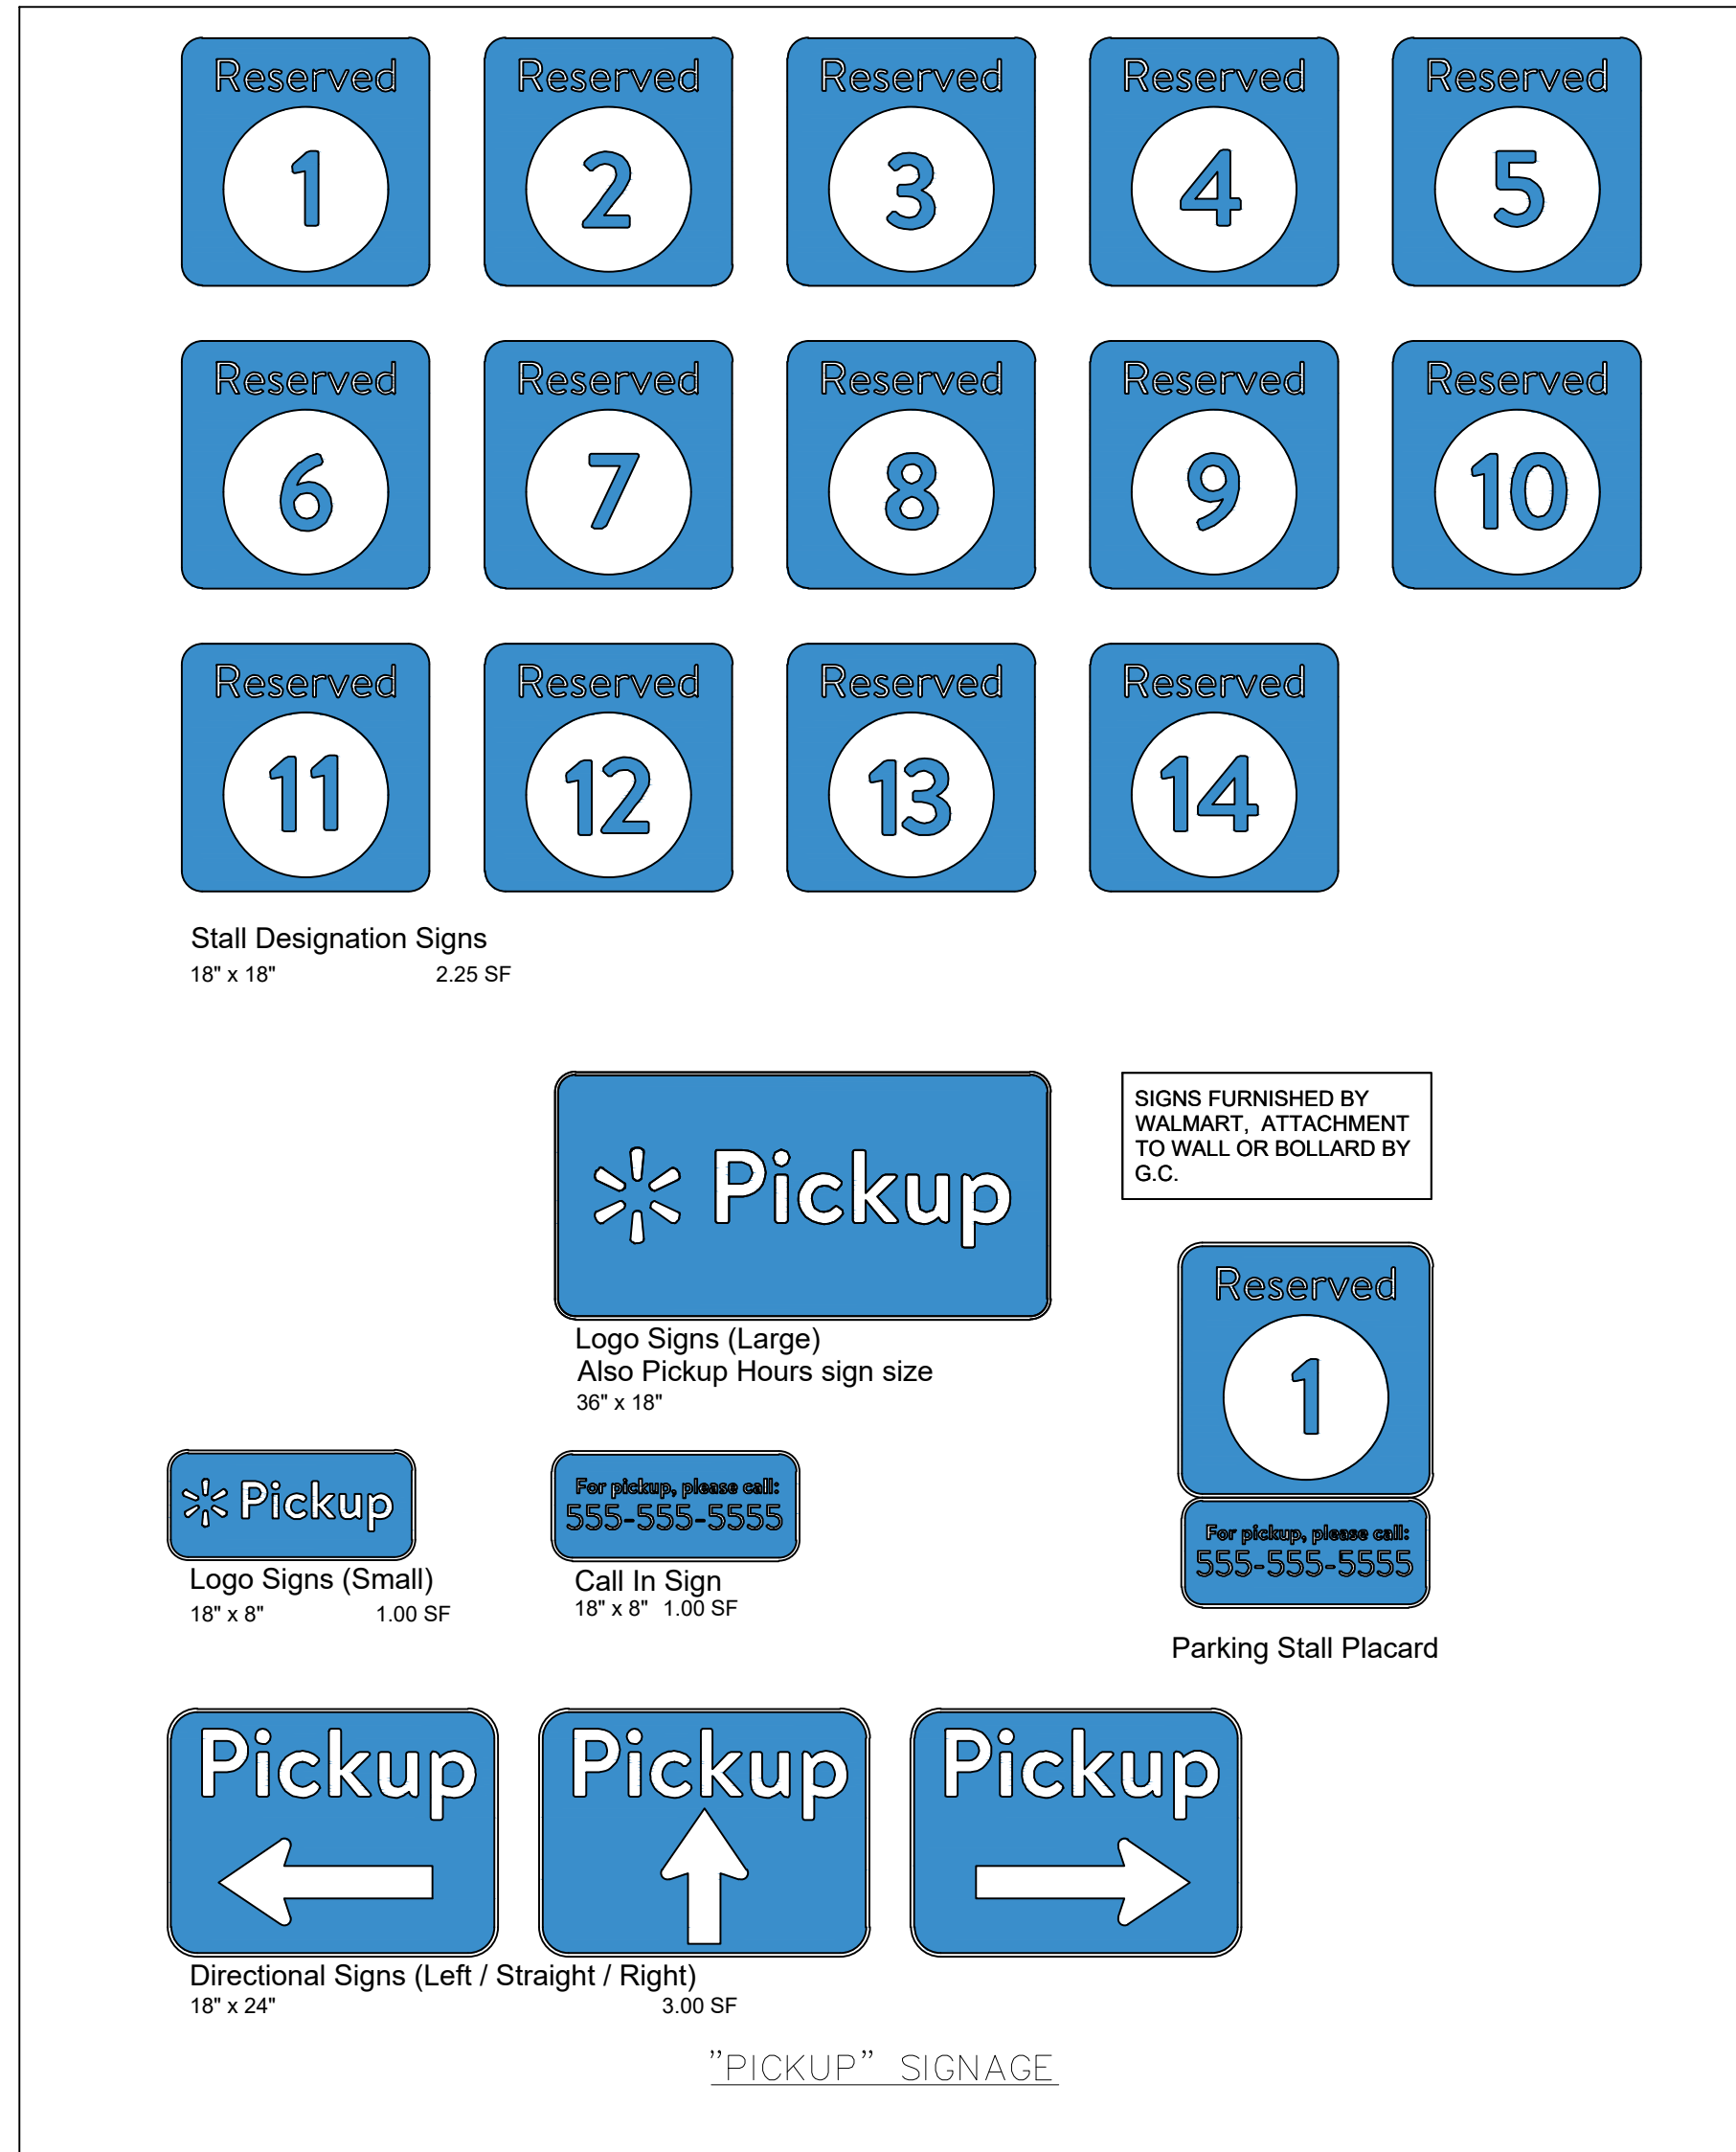 Reserved Reserved Reserved Reserved Reserved
1 2 3 4 5
Reserved Reserved Reserved Reserved Reserved
6 7 8 9 10
Reserved Reserved Reserved Reserved
11 12 13 14
Stall Designation Signs
18" x 18" 2.25 SF
Pickup
Logo Signs (Large)
Also Pickup Hours sign size
36" x 18"
SIGNS FURNISHED BY
WALMART, ATTACHMENT
TO WALL OR BOLLARD BY
G.C.
Reserved
1
For pickup, please call:
555-555-5555
Parking Stall Placard
Pickup
Logo Signs (Small)
18" x 8" 1.00 SF
For pickup, please call:
555-555-5555
Call In Sign
18" x 8" 1.00 SF
Pickup Pickup Pickup
Directional Signs (Left / Straight / Right)
18" x 24" 3.00 SF
"PICKUP" SIGNAGE